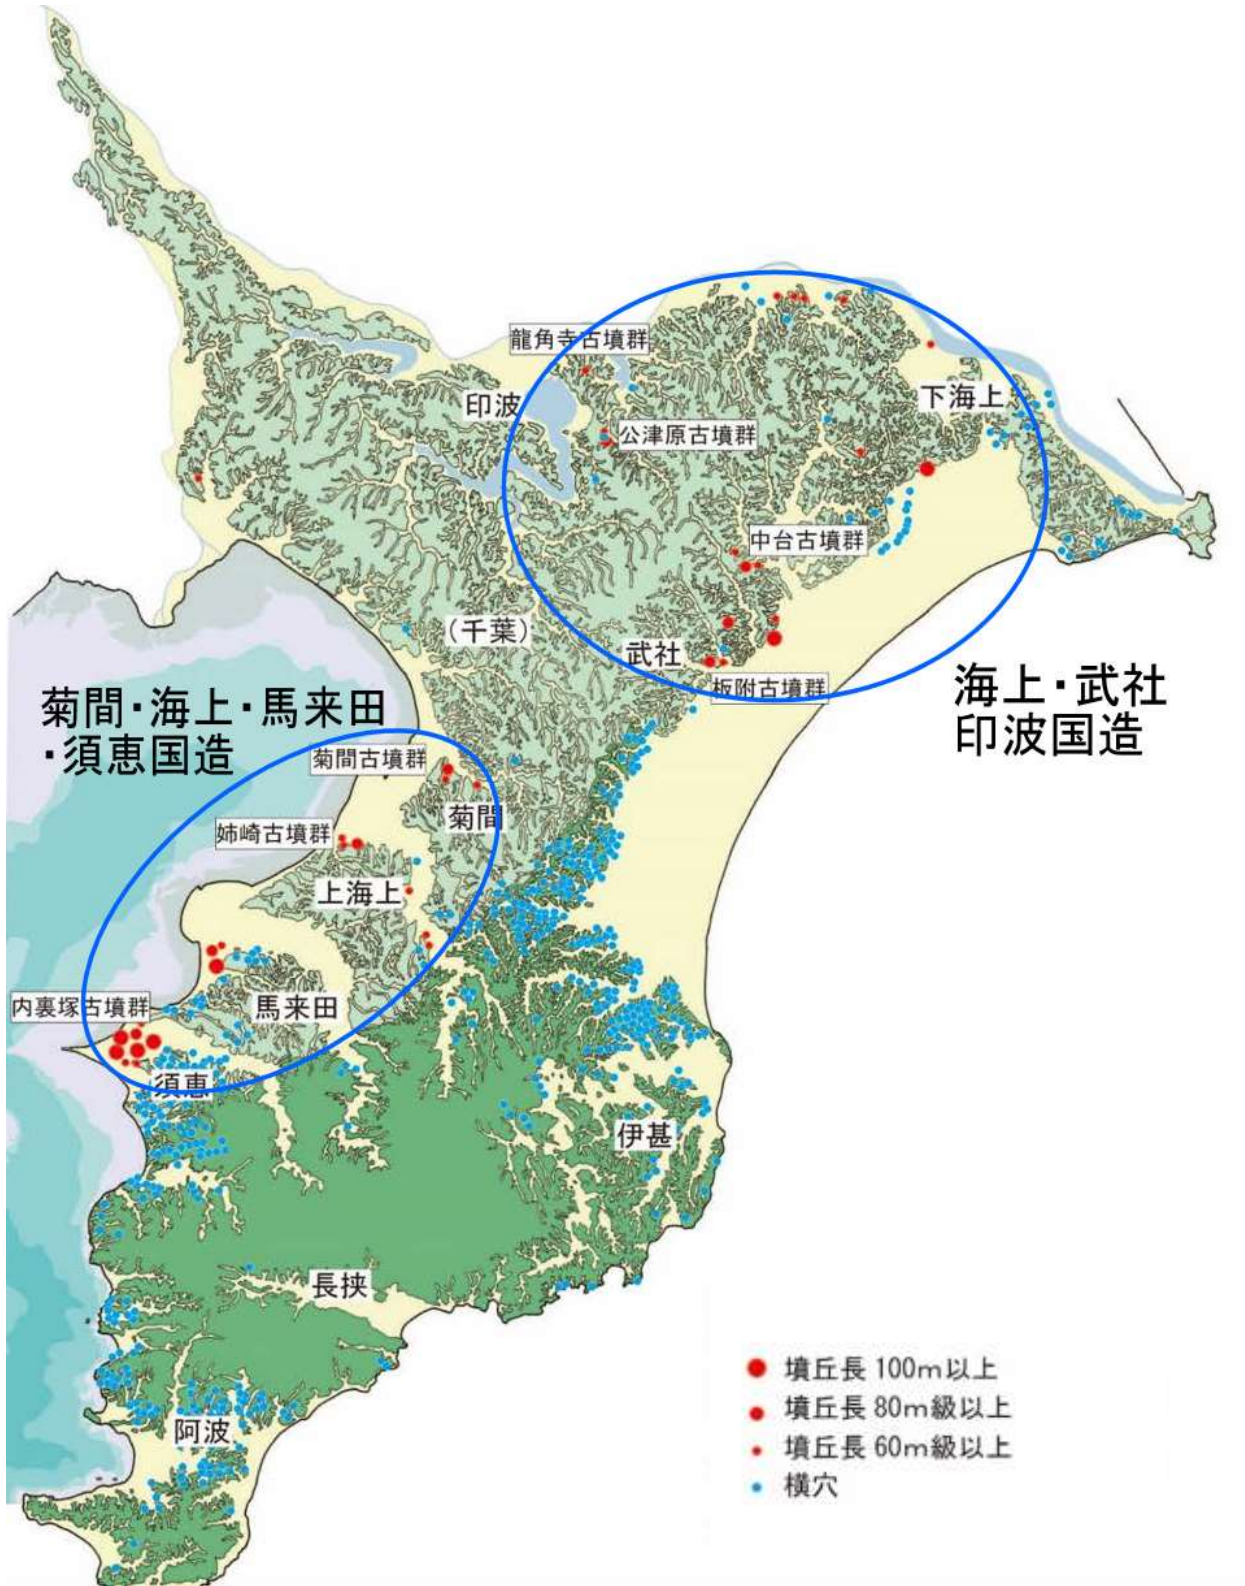 龍角寺古墳群
印波
下海上
公津原古墳群
中台古墳群
(千葉)
武社
板附古墳群
海上・武社
印波国造
菊間・海上・馬来田
・須恵国造
菊間古墳群
菊間
姉崎古墳群
上海上
馬来田
内裏塚古墳群
須恵
伊甚
長挟
阿波
墳丘長 100m以上
墳丘長 80m級以上
墳丘長 60m級以上
横穴